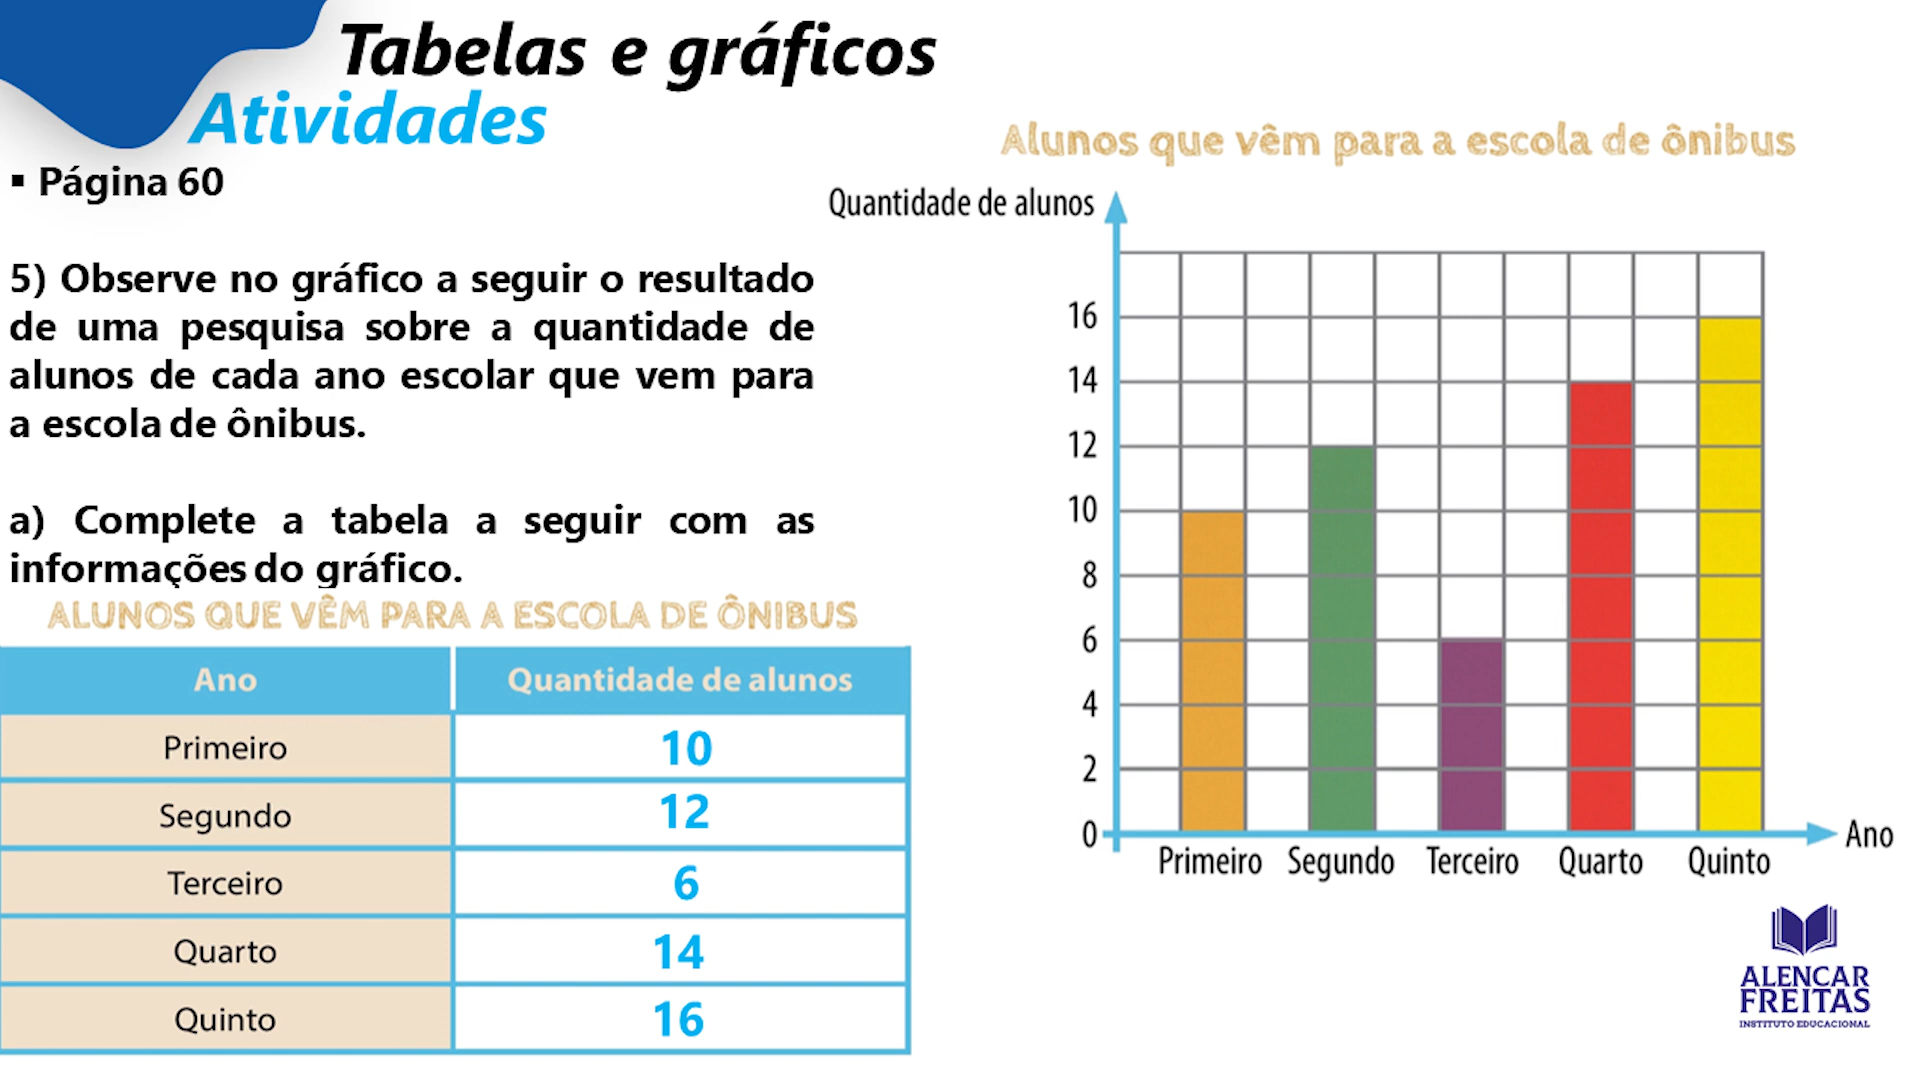 Tabelas e gráficos
Atividades
▪ Página 60
5) Observe no gráfico a seguir o resultado
de uma pesquisa sobre a quantidade de
alunos de cada ano escolar que vem para
a escola de ônibus.
a) Complete a tabela a seguir com as
informações do gráfico.
ALUNOS QUE VÊM PARA A ESCOLA DE ÔNIBUS
Ano Quantidade de alunos
Primeiro 10
Segundo 12
Terceiro 6
Quarto 14
Quinto 16
Alunos que vêm para a escola de ônibus
Quantidade de alunos
16
14
12
10
8
6
4
2
0
Ano
Primeiro Segundo Terceiro Quarto Quinto
ALENCAR
FREITAS
INSTITUTO EDUCACIONAL